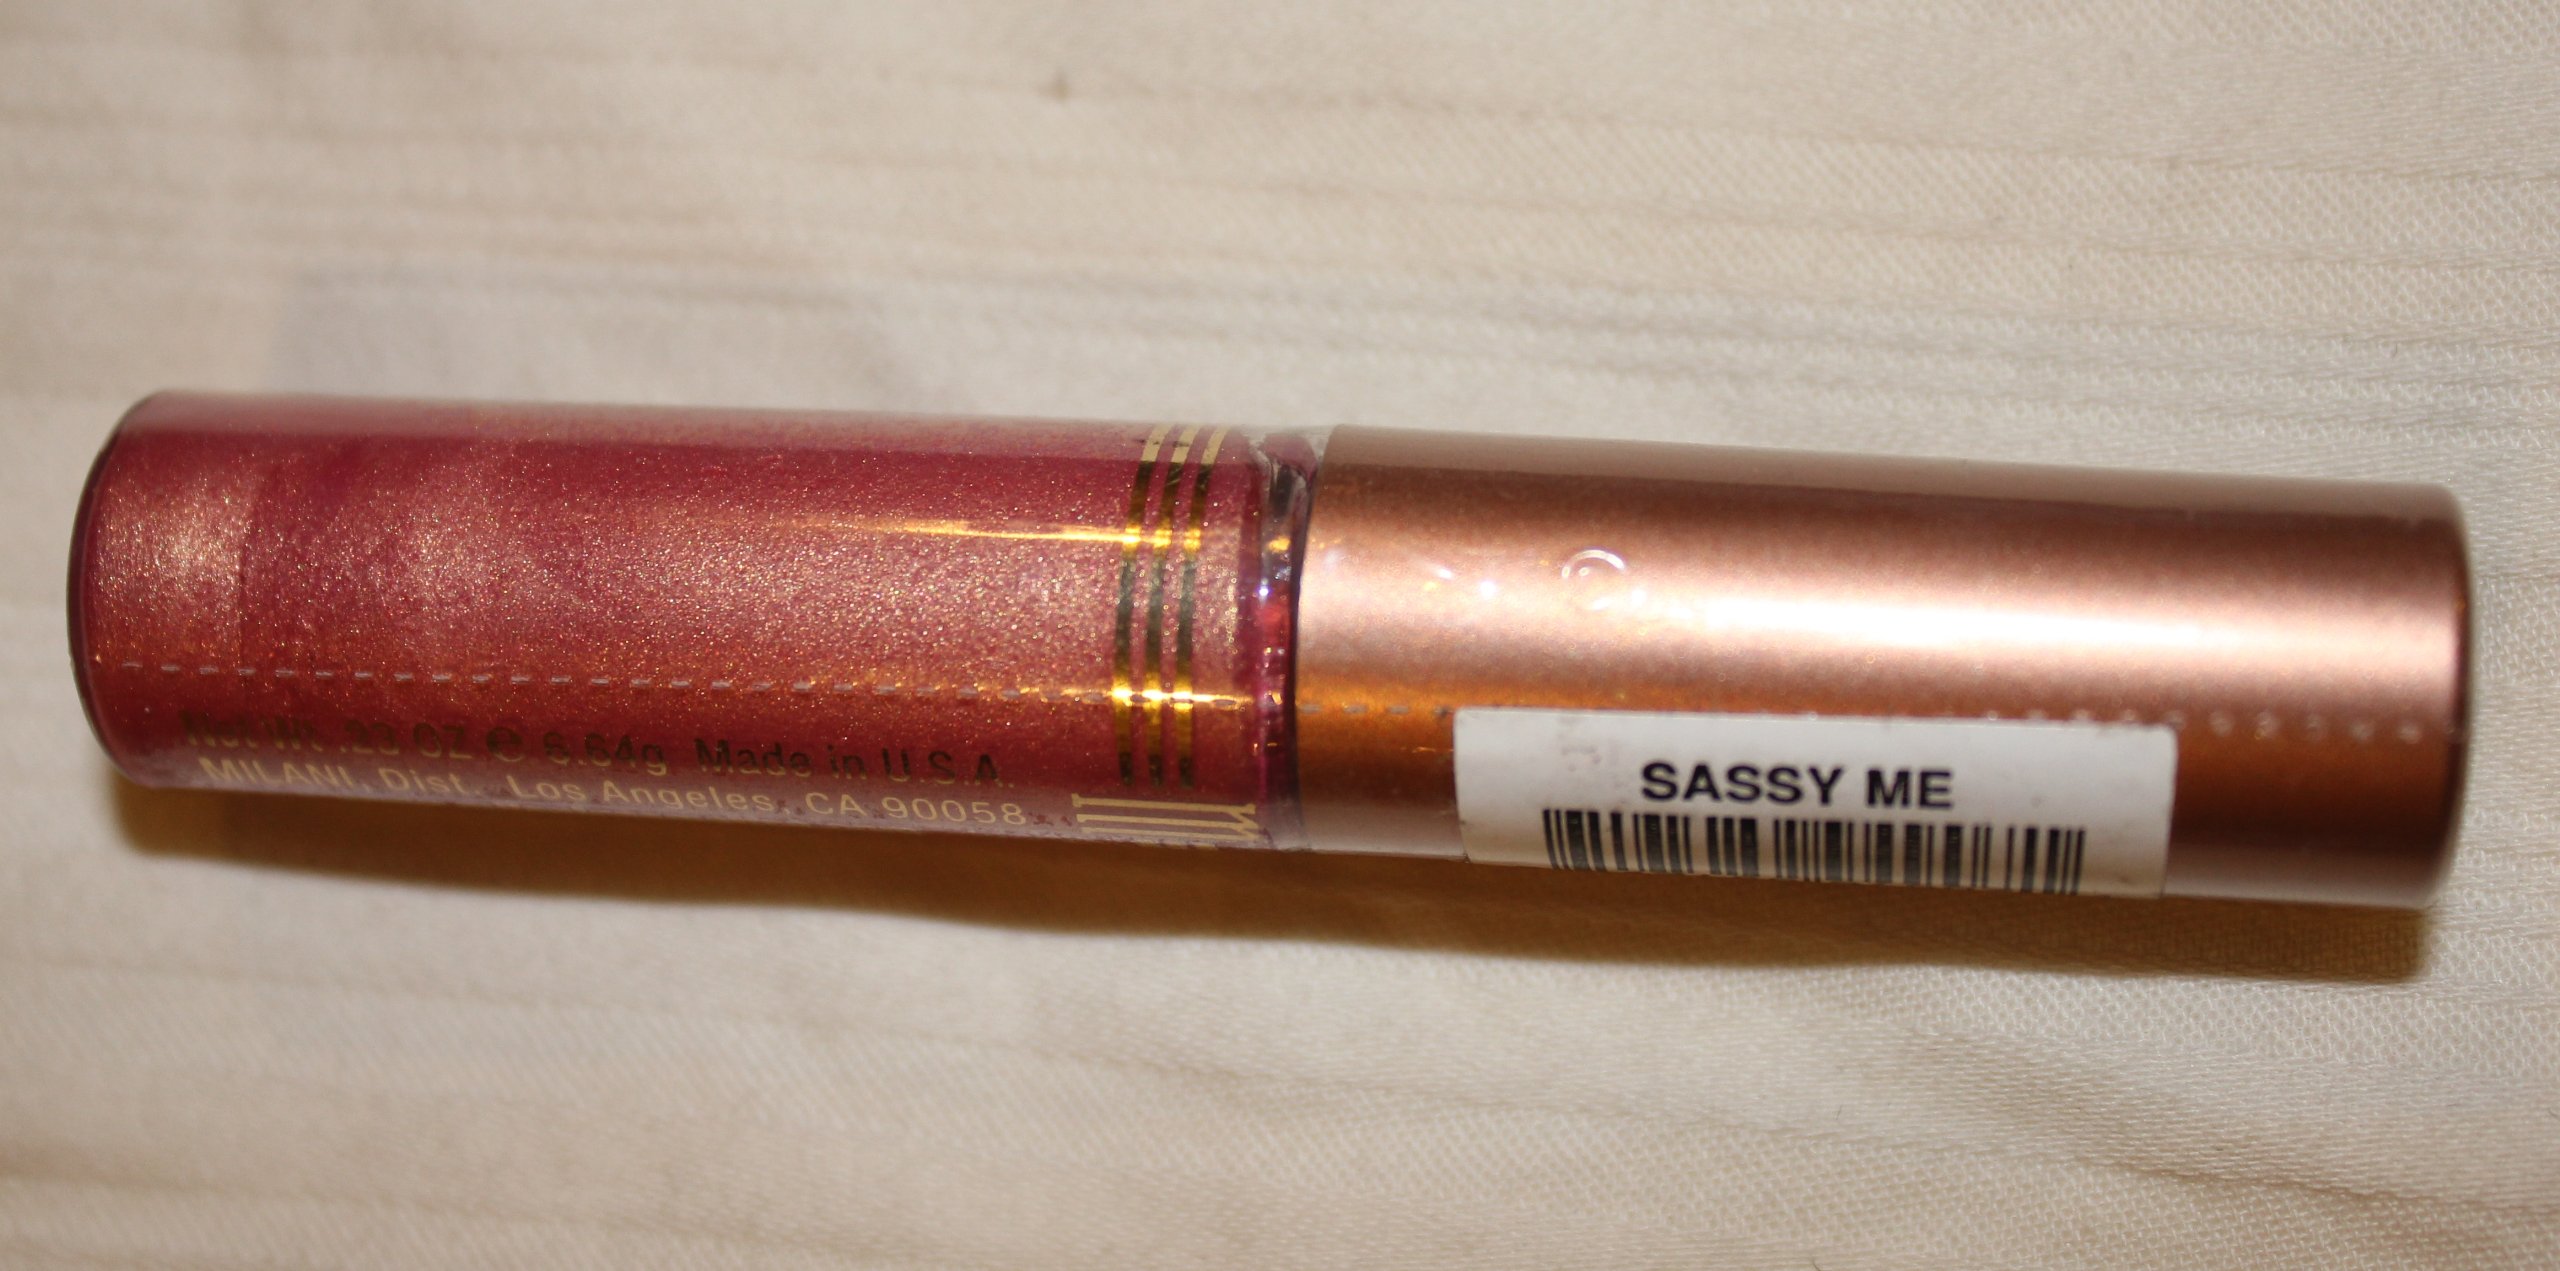 Net Wt .23 OZ ℮ 6.64g Made in U.S.A.
MILANI, Dist. Los Angeles, CA 90058
SASSY ME